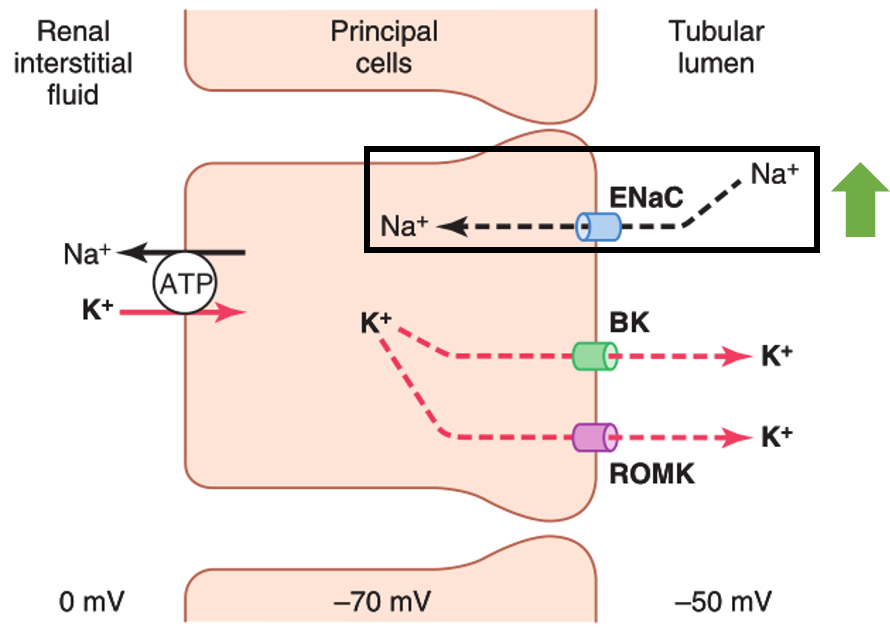 Renal
interstitial
fluid
Principal
cells
Tubular
lumen
Na⁺
ENaC
Na⁺
Na⁺
ATP
K⁺
K⁺
BK
K⁺
K⁺
ROMK
0 mV
–70 mV
–50 mV